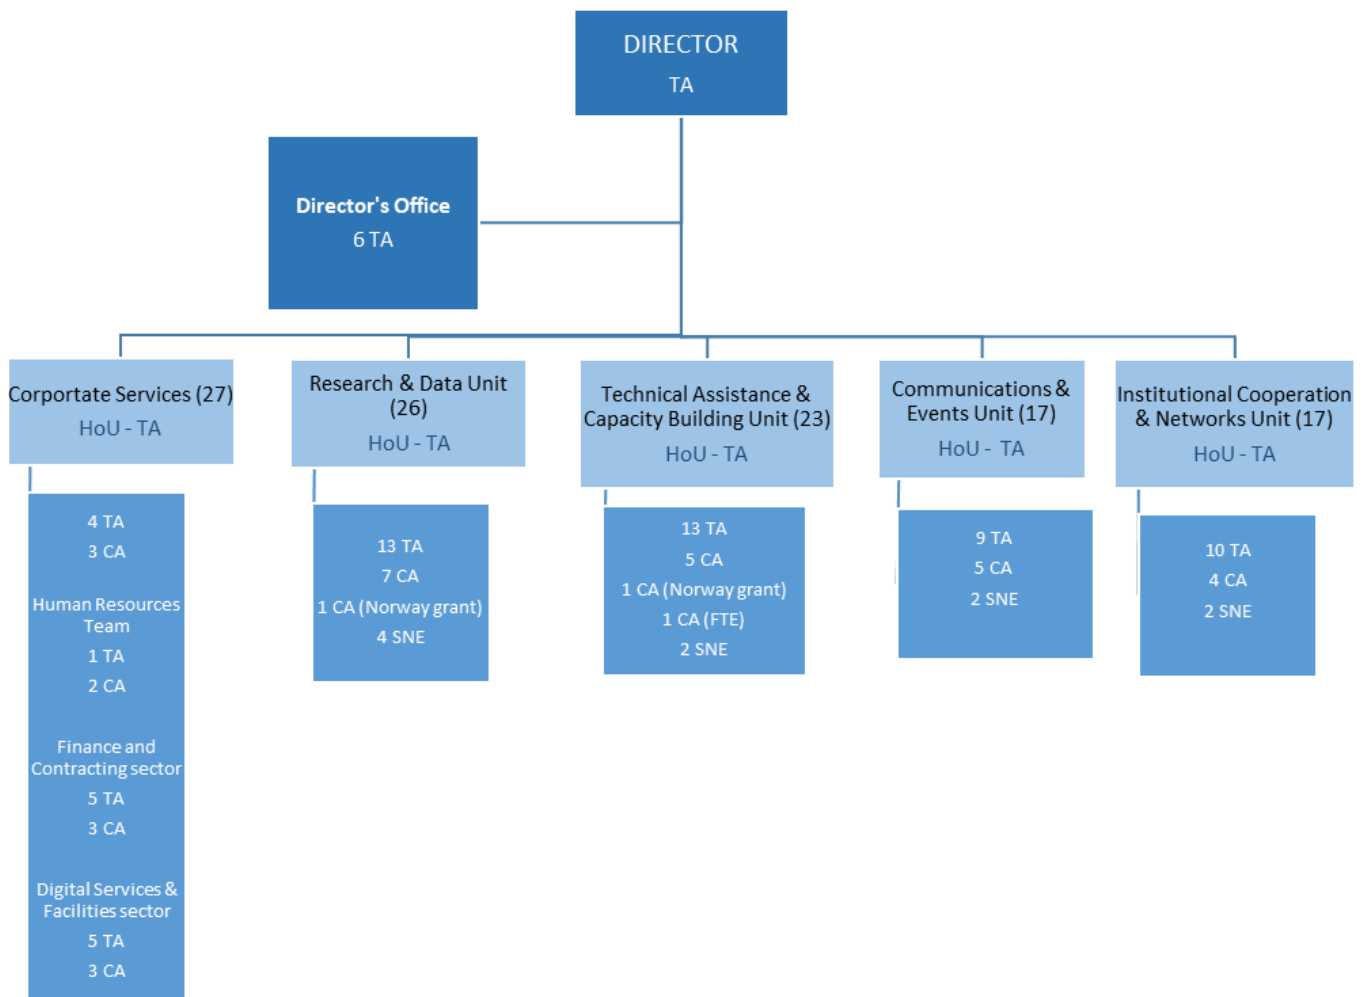 DIRECTOR
TA
Director's Office
6 TA
Corportate Services (27)
HoU - TA
4 TA
3 CA
Human Resources
Team
1 TA
2 CA
Finance and
Contracting sector
5 TA
3 CA
Digital Services &
Facilities sector
5 TA
3 CA
Research & Data Unit
(26)
HoU - TA
13 TA
7 CA
1 CA (Norway grant)
4 SNE
Technical Assistance &
Capacity Building Unit (23)
HoU - TA
13 TA
5 CA
1 CA (Norway grant)
1 CA (FTE)
2 SNE
Communications &
Events Unit (17)
HoU - TA
9 TA
5 CA
2 SNE
Institutional Cooperation
& Networks Unit (17)
HoU - TA
10 TA
4 CA
2 SNE